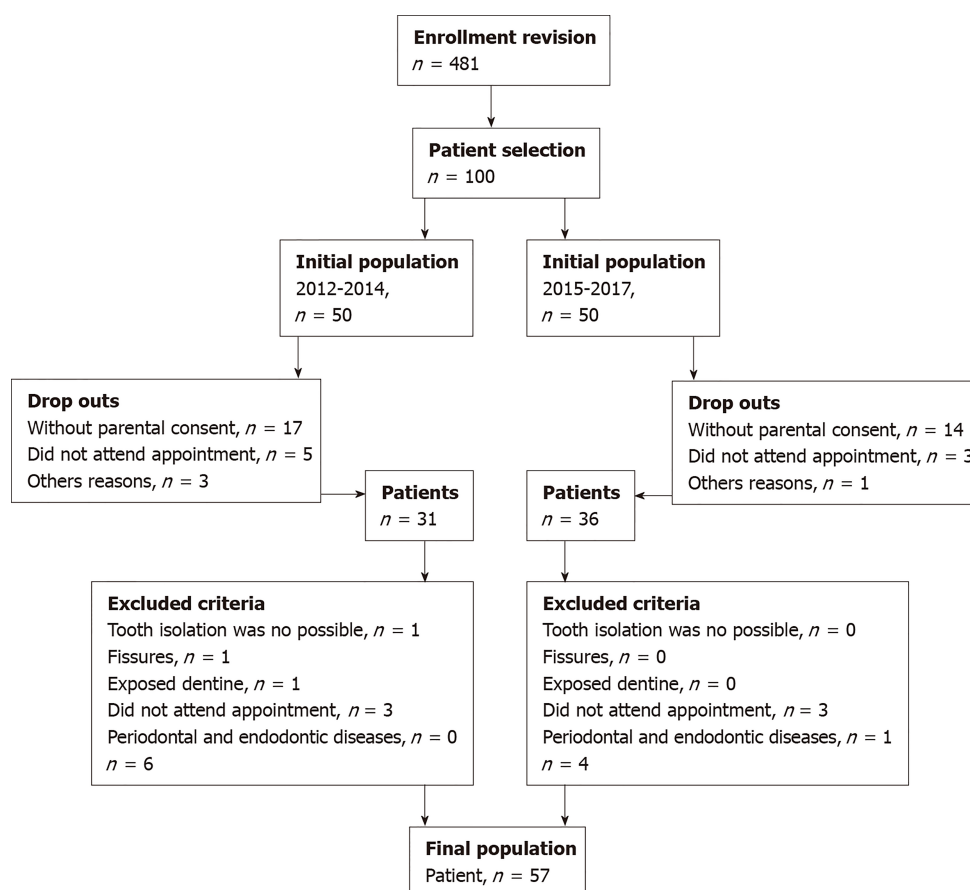 Enrollment revision
n = 481
Patient selection
n = 100
Initial population
2012-2014,
n = 50
Initial population
2015-2017,
n = 50
Drop outs
Without parental consent, n = 17
Did not attend appointment, n = 5
Others reasons, n = 3
Drop outs
Without parental consent, n = 14
Did not attend appointment, n = 3
Others reasons, n = 1
Patients
n = 31
Patients
n = 36
Excluded criteria
Tooth isolation was no possible, n = 1
Fissures, n = 1
Exposed dentine, n = 1
Did not attend appointment, n = 3
Periodontal and endodontic diseases, n = 0
n = 6
Excluded criteria
Tooth isolation was no possible, n = 0
Fissures, n = 0
Exposed dentine, n = 0
Did not attend appointment, n = 3
Periodontal and endodontic diseases, n = 1
n = 4
Final population
Patient, n = 57